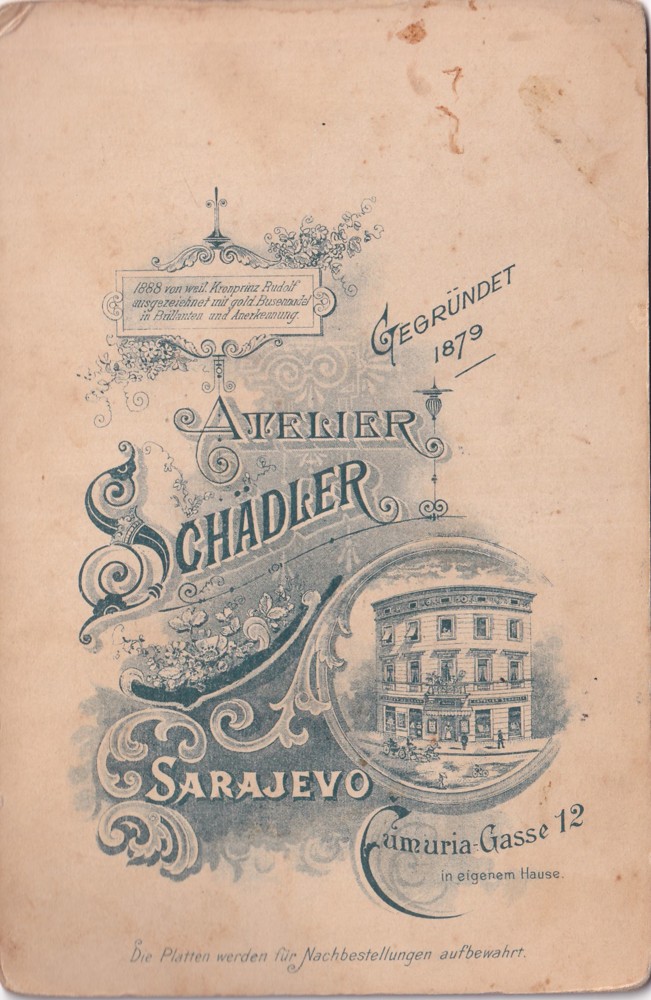 1888 von weil. Kronprinz Rudolf
ausgezeichnet mit gold. Busennadel
in Brillanten und Anerkennung.
GEGRÜNDET
1879
ATELIER
SCHÄDLER
SARAJEVO
Čumuria-Gasse 12
in eigenem Hause.
Die Platten werden für Nachbestellungen aufbewahrt.